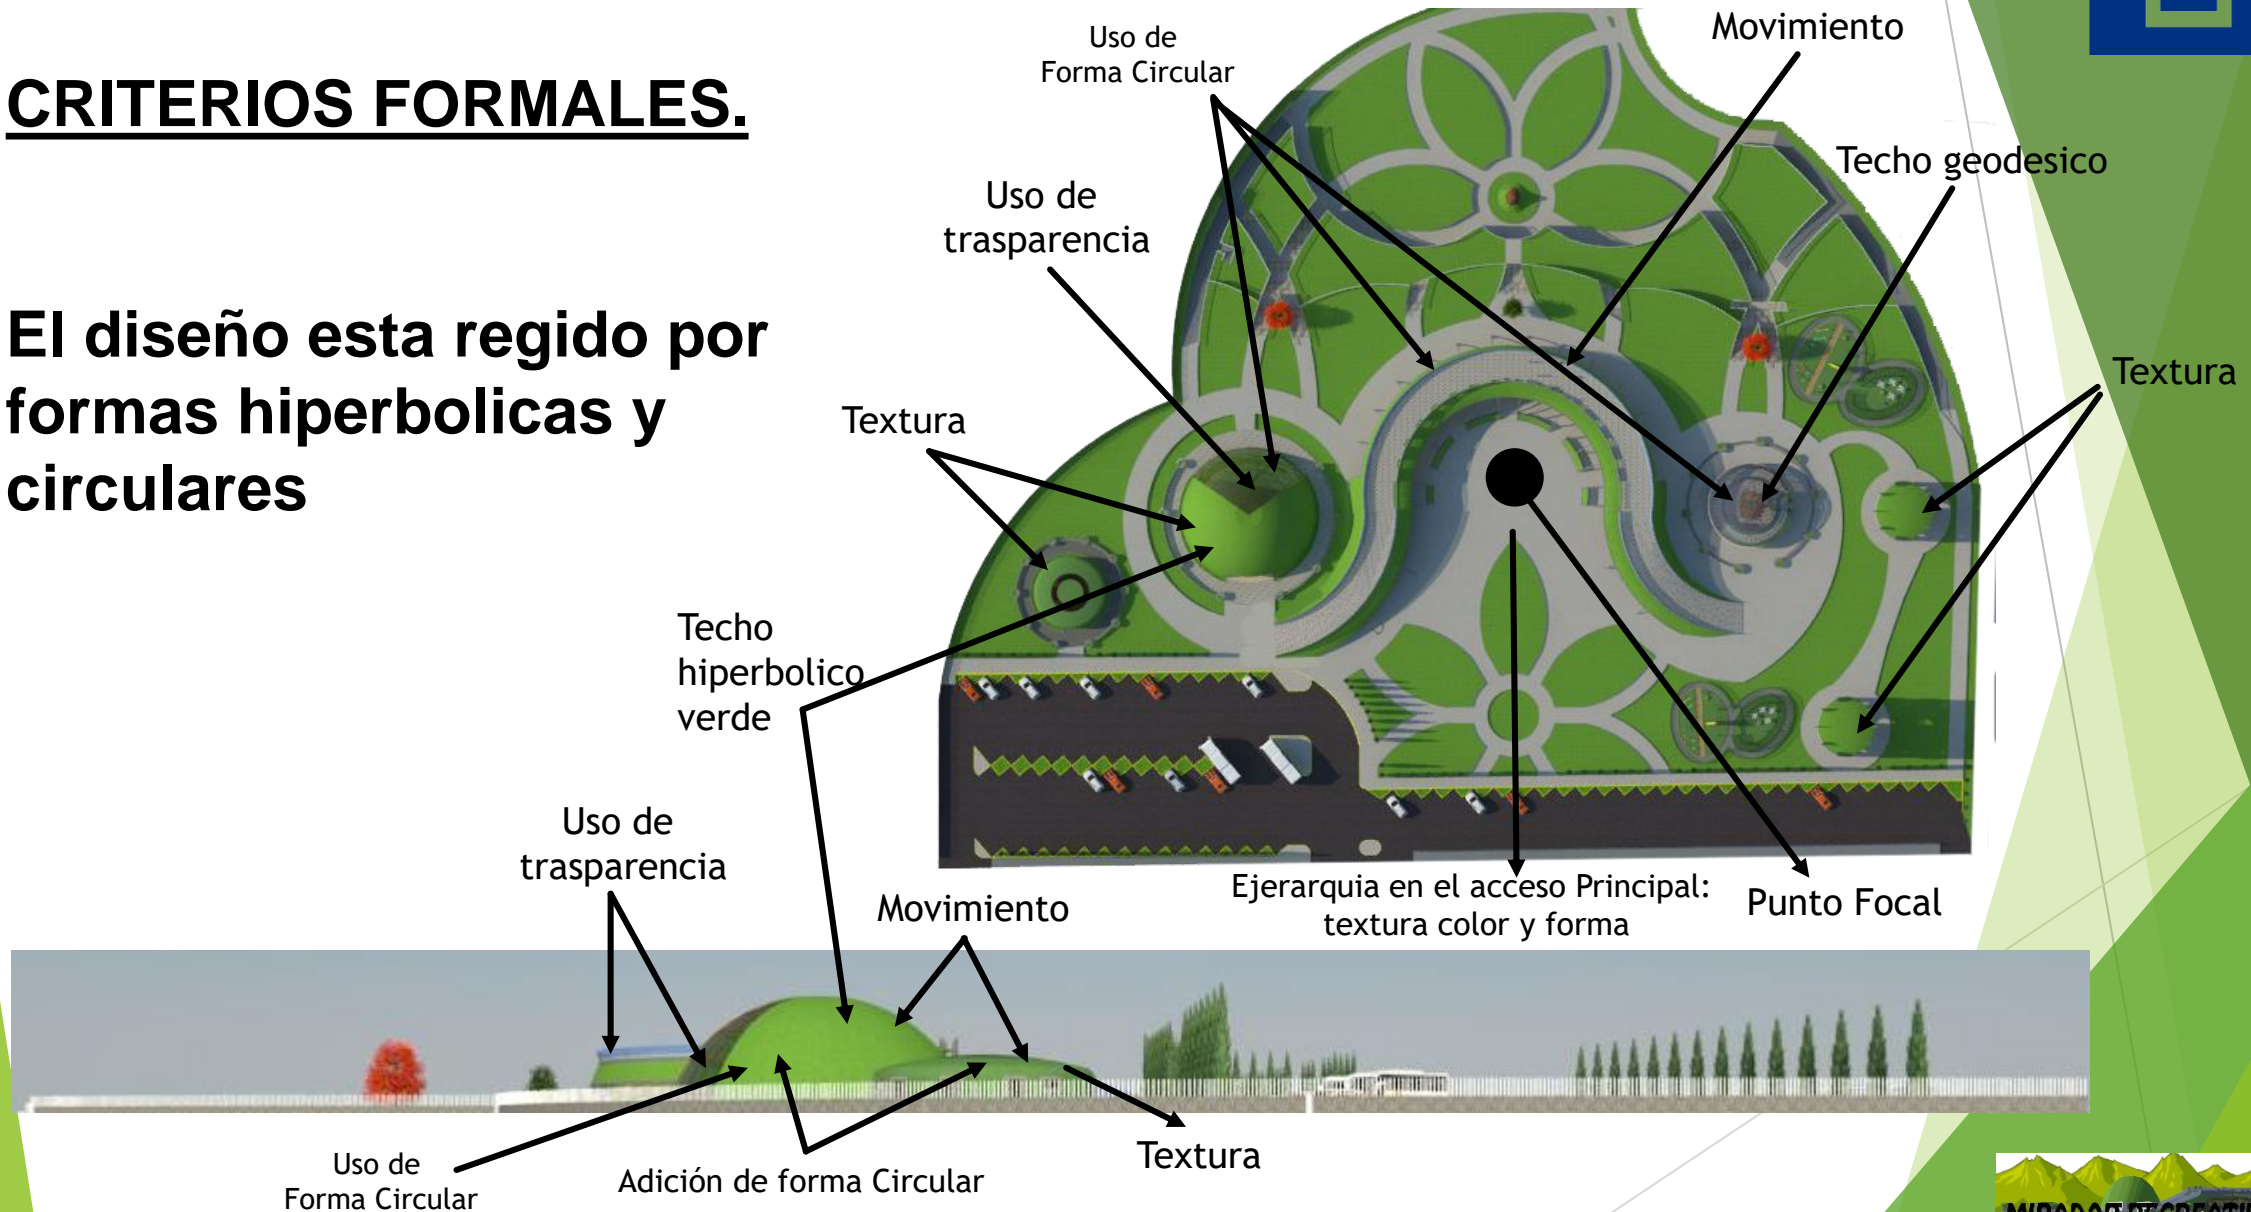 CRITERIOS FORMALES.
El diseño esta regido por
formas hiperbolicas y
circulares
Uso de
Forma Circular
Movimiento
Techo geodesico
Uso de
trasparencia
Textura
Textura
Techo
hiperbolico
verde
Uso de
trasparencia
Movimiento
Ejerarquia en el acceso Principal:
textura color y forma
Punto Focal
Uso de
Forma Circular
Adición de forma Circular
Textura